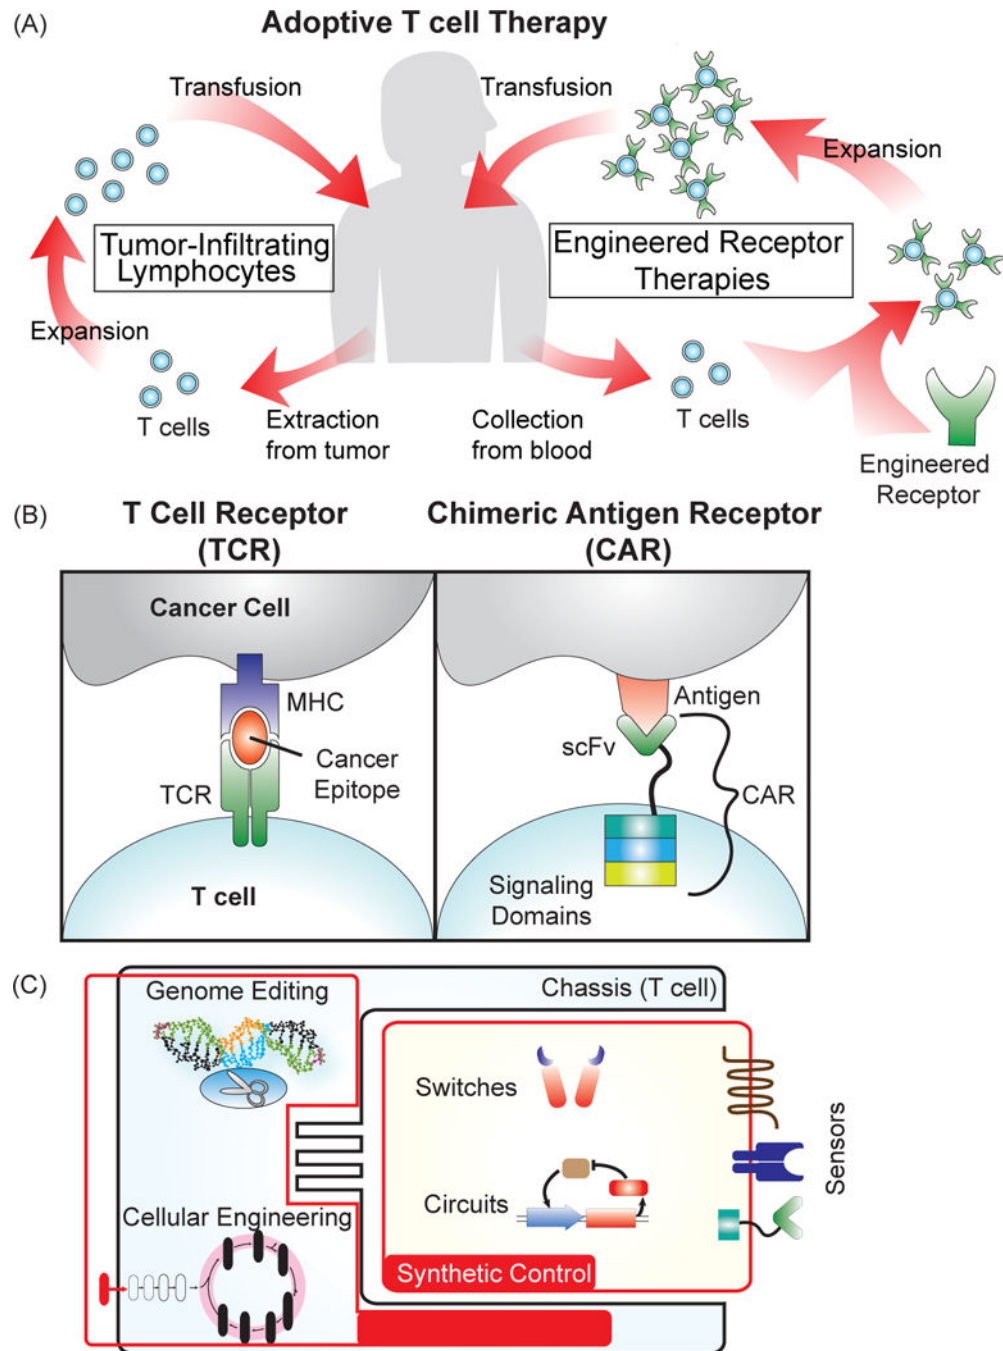 (A)
Adoptive T cell Therapy
Transfusion
Transfusion
Expansion
Tumor-Infiltrating
Lymphocytes
Engineered Receptor
Therapies
Expansion
T cells
Extraction
from tumor
Collection
from blood
T cells
Engineered
Receptor
(B)
T Cell Receptor
(TCR)
Chimeric Antigen Receptor
(CAR)
Cancer Cell
MHC
Cancer
Epitope
TCR
T cell
Antigen
scFv
CAR
Signaling
Domains
(C)
Genome Editing
Chassis (T cell)
Switches
Sensors
Circuits
Cellular Engineering
Synthetic Control